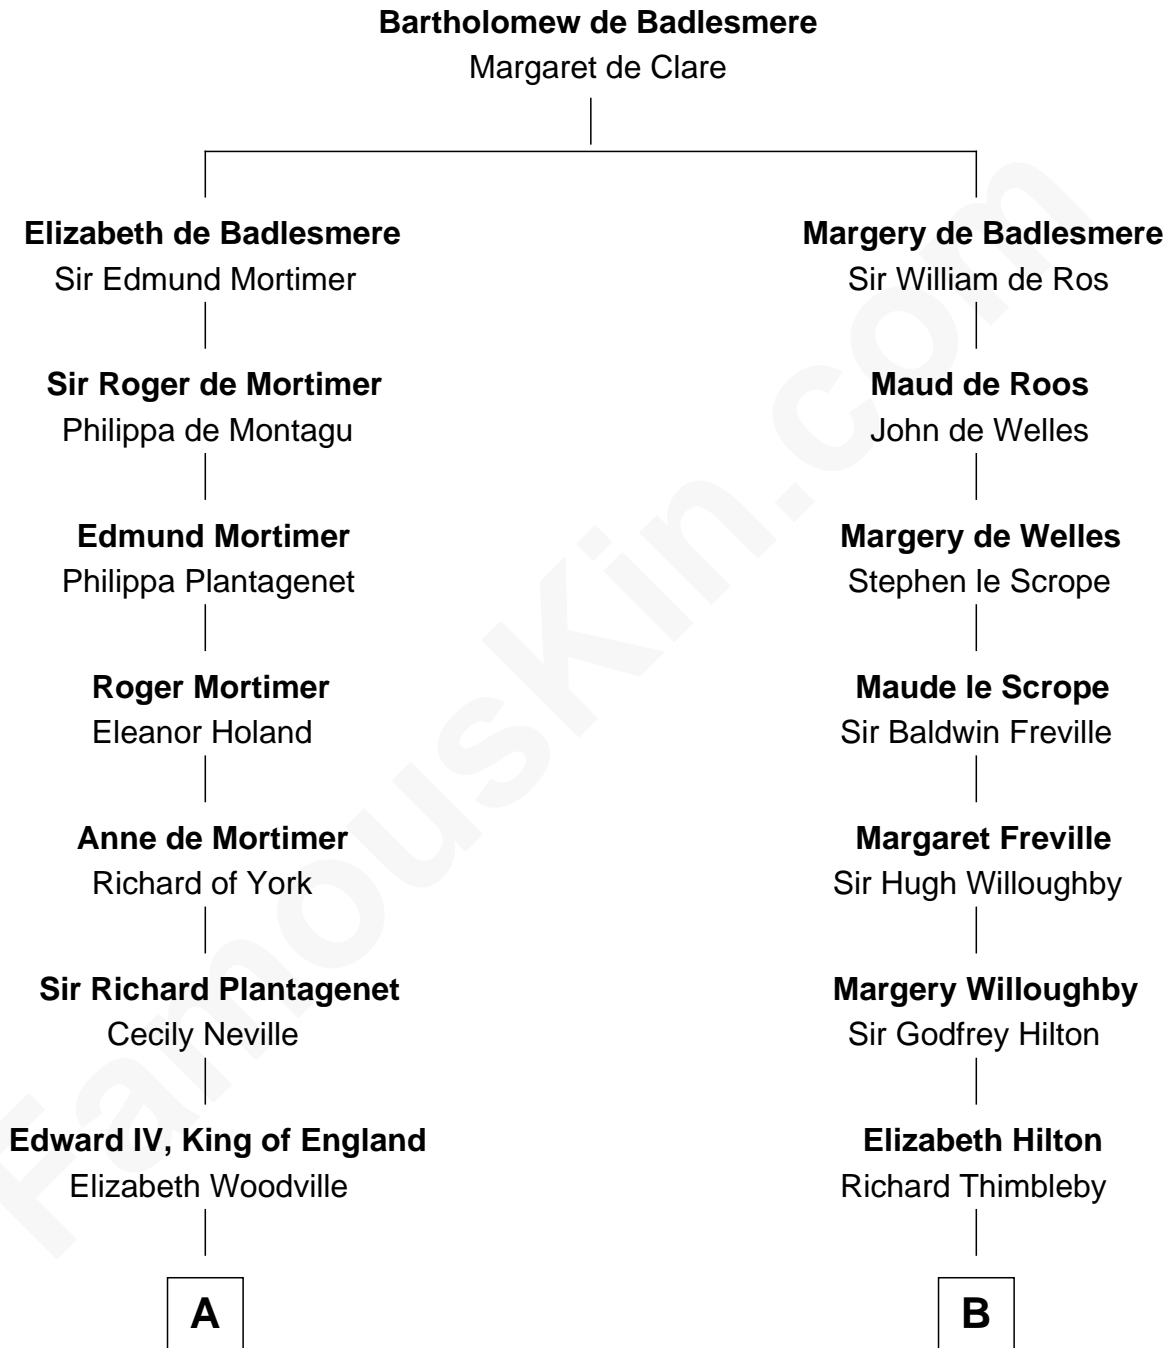 Bartholomew de Badlesmere
Margaret de Clare
Elizabeth de Badlesmere
Sir Edmund Mortimer
Margery de Badlesmere
Sir William de Ros
Sir Roger de Mortimer
Philippa de Montagu
Maud de Roos
John de Welles
Edmund Mortimer
Philippa Plantagenet
Margery de Welles
Stephen le Scrope
Roger Mortimer
Eleanor Holand
Maude le Scrope
Sir Baldwin Freville
Anne de Mortimer
Richard of York
Margaret Freville
Sir Hugh Willoughby
Sir Richard Plantagenet
Cecily Neville
Margery Willoughby
Sir Godfrey Hilton
Edward IV, King of England
Elizabeth Woodville
Elizabeth Hilton
Richard Thimbleby
A
B
FamousKin.com